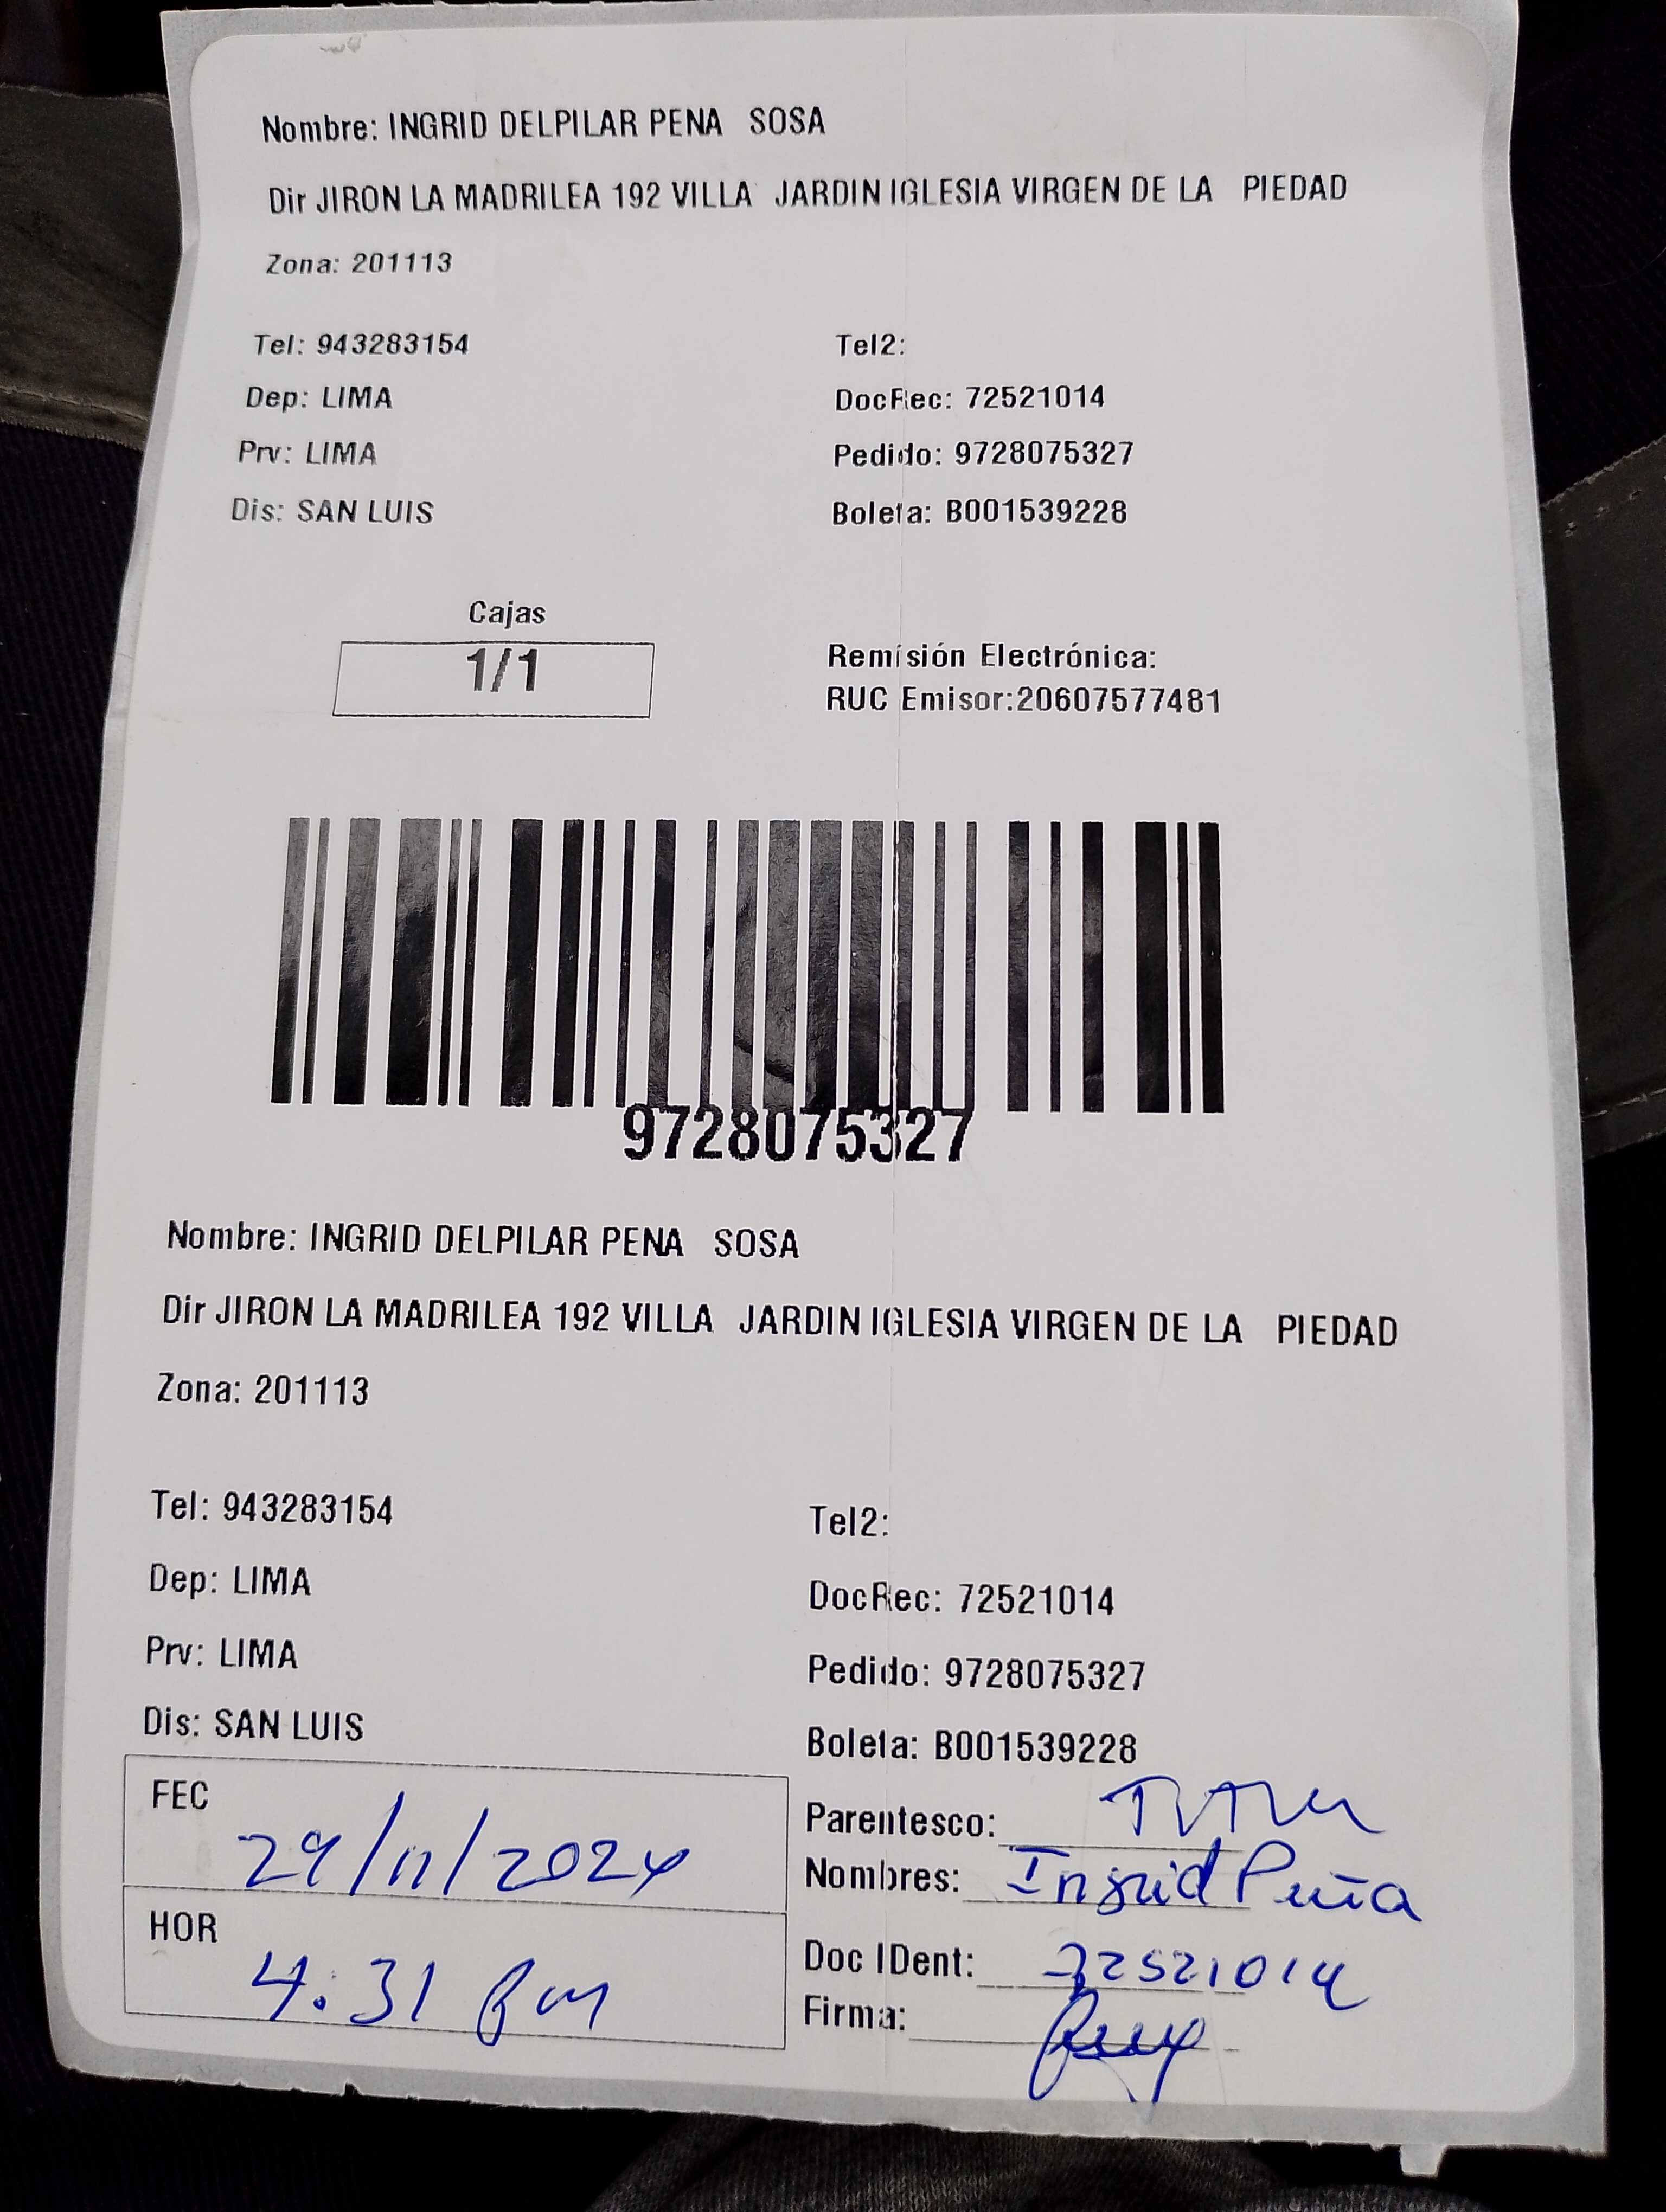 Nombre: INGRID DELPILAR PENA SOSA
Dir JIRON LA MADRILEA 192 VILLA JARDIN IGLESIA VIRGEN DE LA PIEDAD
Zona: 201113
Tel: 943283154 Tel2:
Dep: LIMA DocRec: 72521014
Prv: LIMA Pedido: 9728075327
Dis: SAN LUIS Boleta: B001539228
Cajas
1/1
Remisión Electrónica:
RUC Emisor:20607577481
9728075327
Nombre: INGRID DELPILAR PENA SOSA
Dir JIRON LA MADRILEA 192 VILLA JARDIN IGLESIA VIRGEN DE LA PIEDAD
Zona: 201113
Tel: 943283154 Tel2:
Dep: LIMA DocRec: 72521014
Prv: LIMA Pedido: 9728075327
Dis: SAN LUIS Boleta: B001539228
FEC 29/11/2024
HOR 4:31 pm
Parentesco:
Nombres: Ingrid Peña
Doc IDent: 72521014
Firma: